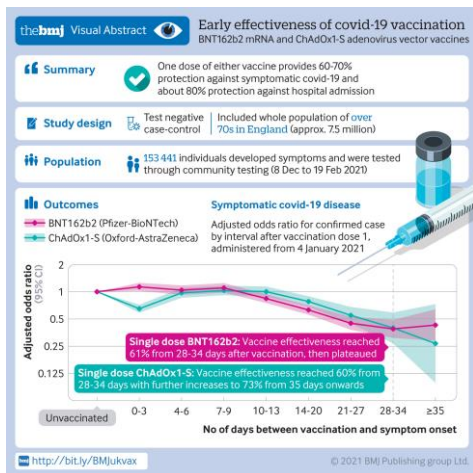 thebmj Visual Abstract
Early effectiveness of covid-19 vaccination
BNT162b2 mRNA and ChAdOx1-S adenovirus vector vaccines
Summary
One dose of either vaccine provides 60-70%
protection against symptomatic covid-19 and
about 80% protection against hospital admission
Study design
Test negative
case-control
Included whole population of over
70s in England (approx. 7.5 million)
Population
153 441 individuals developed symptoms and were tested
through community testing (8 Dec to 19 Feb 2021)
Outcomes
BNT162b2 (Pfizer-BioNTech)
ChAdOx1-S (Oxford-AstraZeneca)
Symptomatic covid-19 disease
Adjusted odds ratio for confirmed case
by interval after vaccination dose 1,
administered from 4 January 2021
Adjusted odds ratio
(95% CI)
2
1
0.5
0.25
0.125
Single dose BNT162b2: Vaccine effectiveness reached
61% from 28-34 days after vaccination, then plateaued
Single dose ChAdOx1-S: Vaccine effectiveness reached 60% from
28-34 days with further increases to 73% from 35 days onwards
Unvaccinated
0-3
4-6
7-9
10-13
14-20
21-27
28-34
≥35
No of days between vaccination and symptom onset
thebmj http://bit.ly/BMJukvax
© 2021 BMJ Publishing group Ltd.